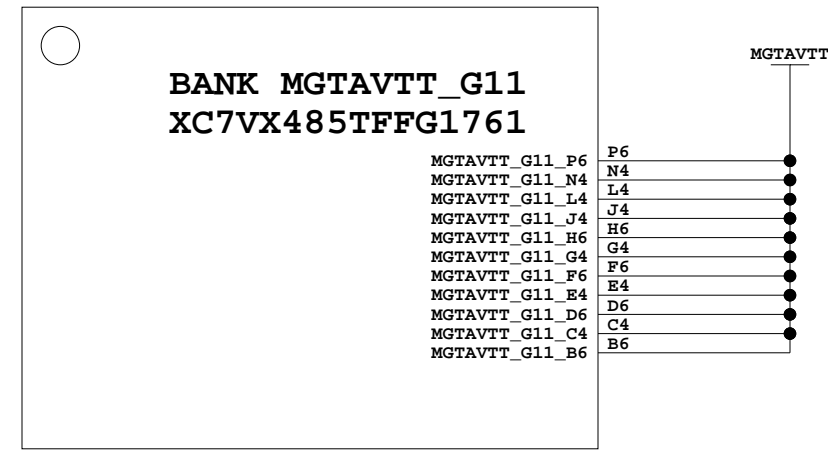 MGTAVTT
BANK MGTAVTT_G11
XC7VX485TFFG1761
MGTAVTT_G11_P6 P6
MGTAVTT_G11_N4 N4
MGTAVTT_G11_L4 L4
MGTAVTT_G11_J4 J4
MGTAVTT_G11_H6 H6
MGTAVTT_G11_G4 G4
MGTAVTT_G11_F6 F6
MGTAVTT_G11_E4 E4
MGTAVTT_G11_D6 D6
MGTAVTT_G11_C4 C4
MGTAVTT_G11_B6 B6